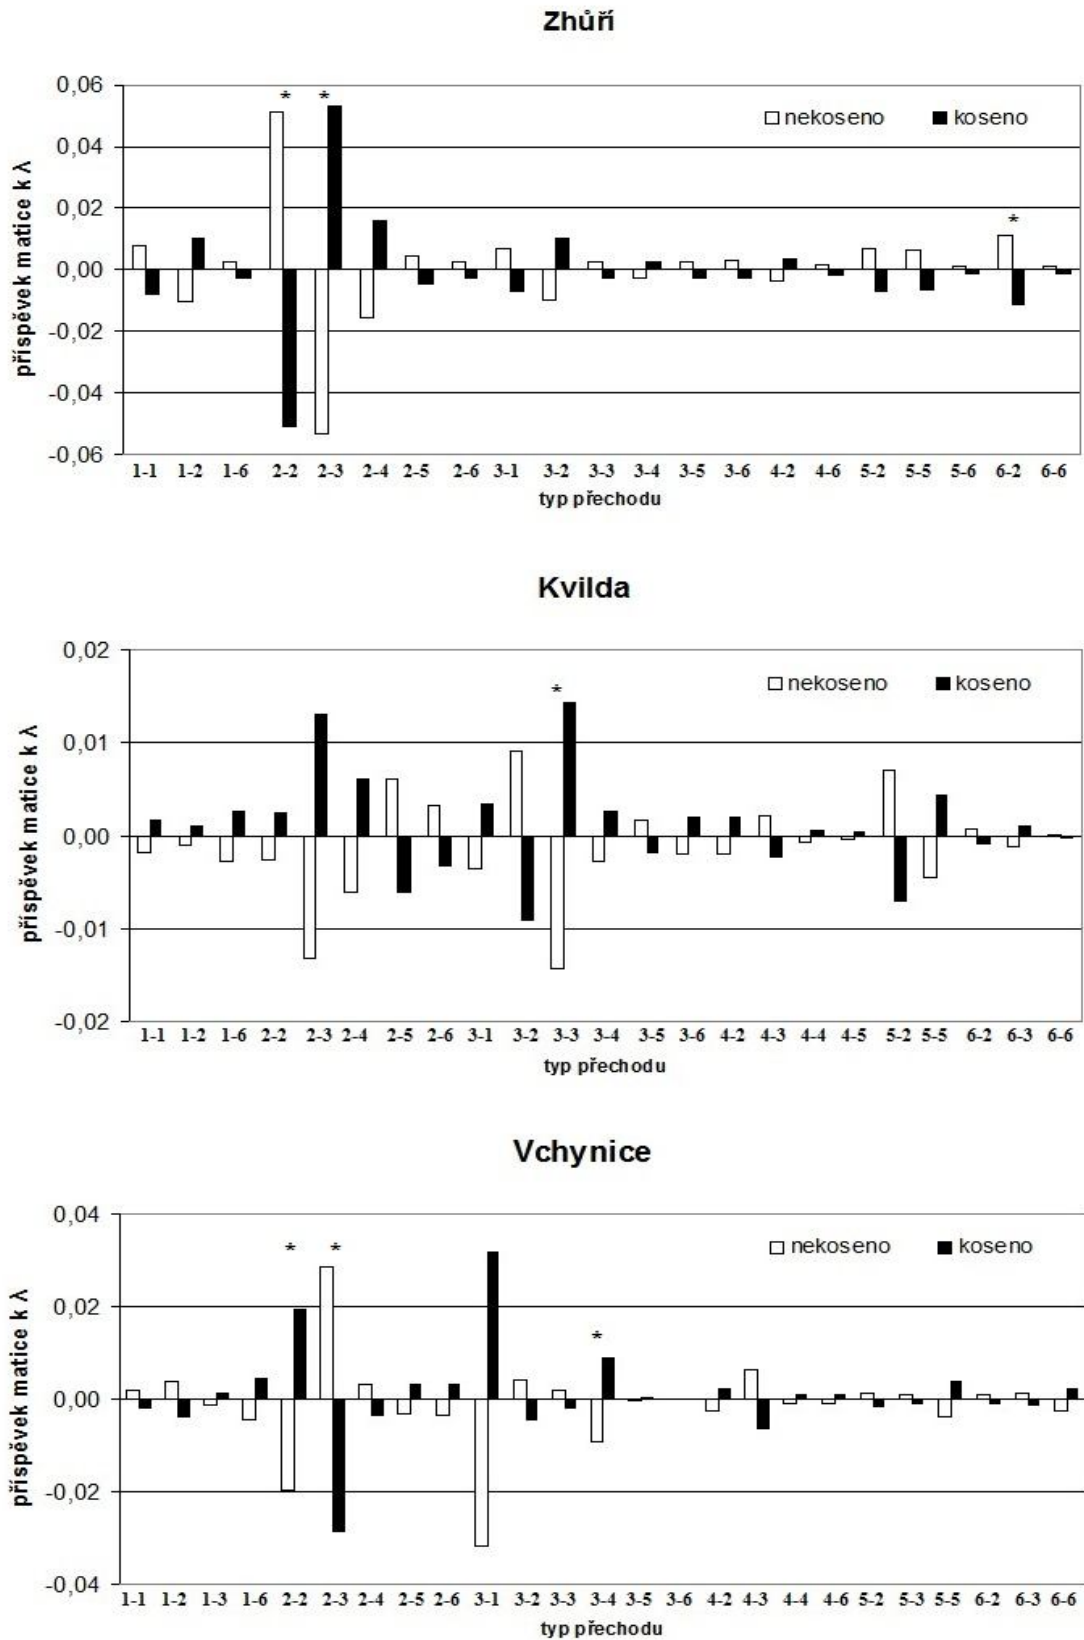 Zhůří
příspěvek matice k λ
0,06
0,04
0,02
0,00
-0,02
-0,04
-0,06
* * *
nekoseno koseno
1-1 1-2 1-6 2-2 2-3 2-4 2-5 2-6 3-1 3-2 3-3 3-4 3-5 3-6 4-2 4-6 5-2 5-5 5-6 6-2 6-6
typ přechodu
Kvilda
příspěvek matice k λ
0,02
0,01
0,00
-0,01
-0,02
*
nekoseno koseno
1-1 1-2 1-6 2-2 2-3 2-4 2-5 2-6 3-1 3-2 3-3 3-4 3-5 3-6 4-2 4-3 4-4 4-5 5-2 5-5 6-2 6-3 6-6
typ přechodu
Vchynice
příspěvek matice k λ
0,04
0,02
0,00
-0,02
-0,04
* * *
nekoseno koseno
1-1 1-2 1-3 1-6 2-2 2-3 2-4 2-5 2-6 3-1 3-2 3-3 3-4 3-5 3-6 4-2 4-3 4-4 4-6 5-2 5-3 5-5 6-2 6-3 6-6
typ přechodu